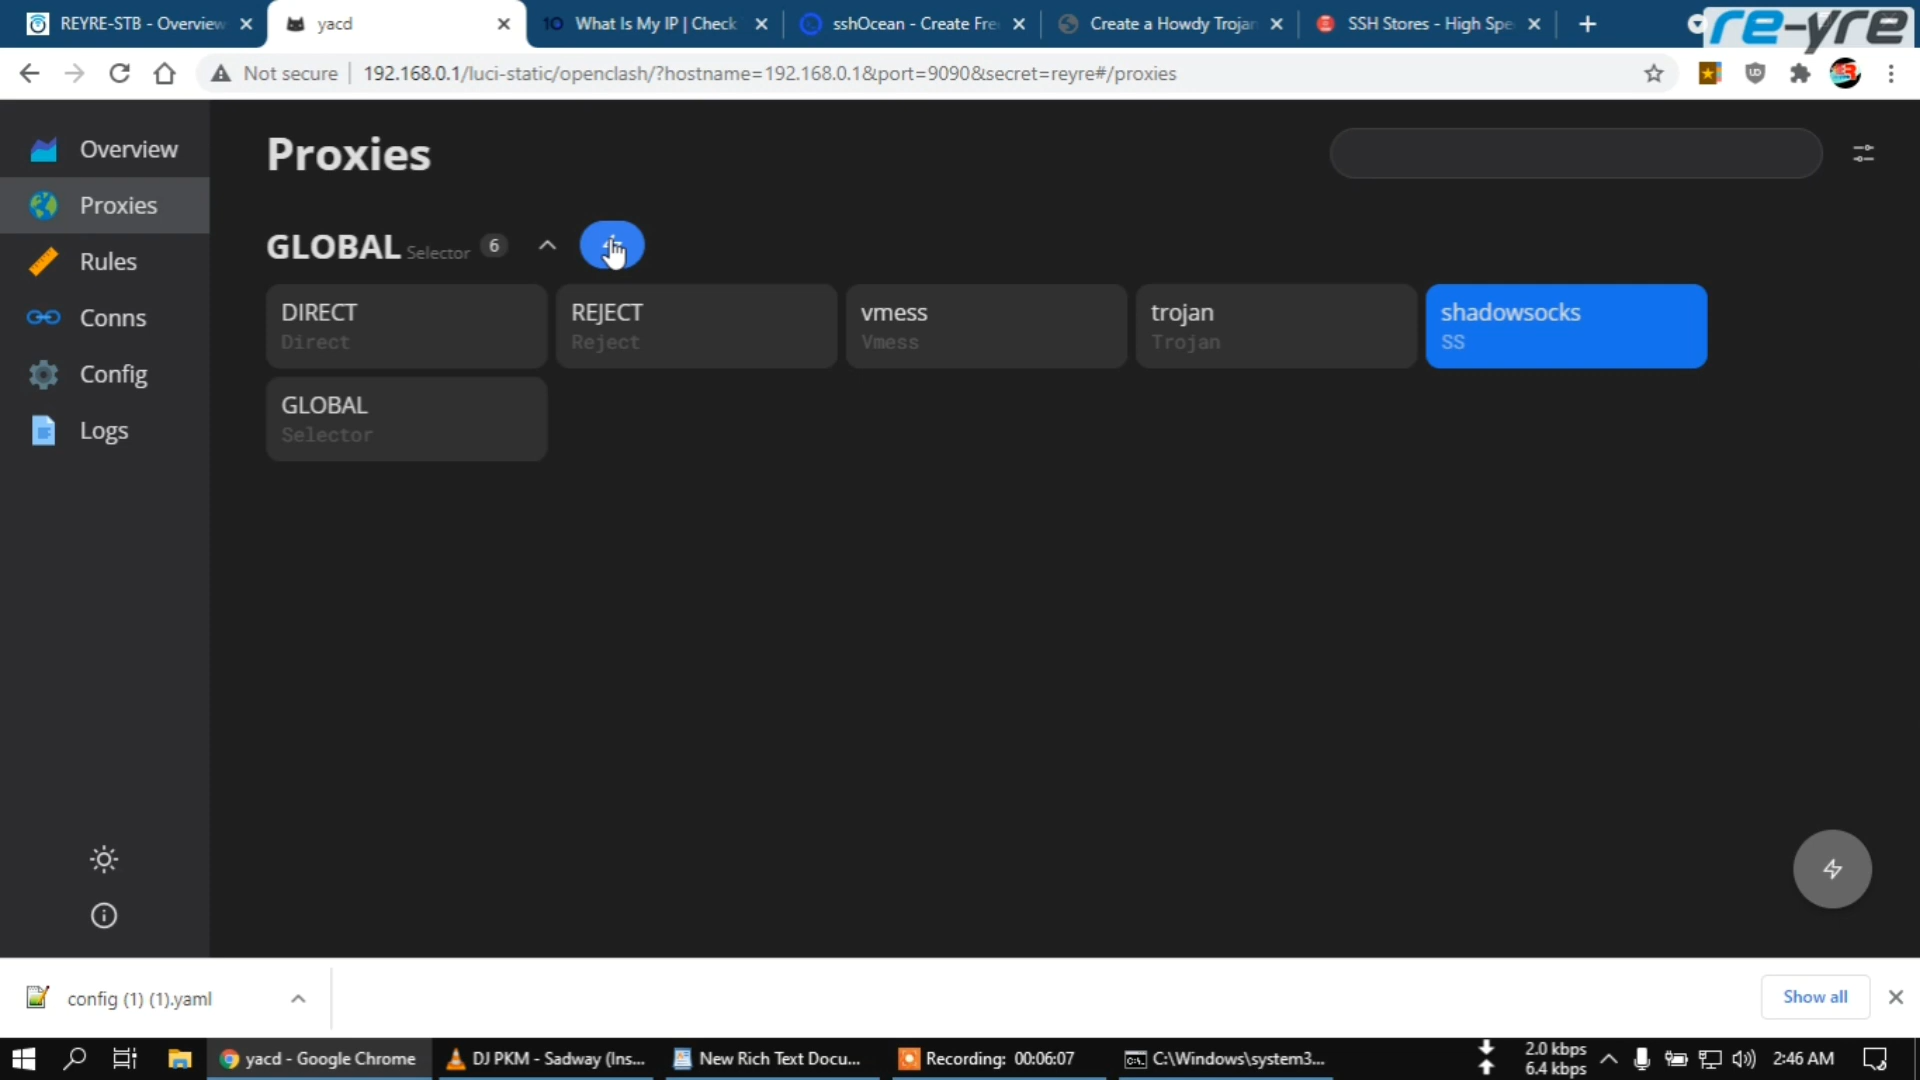 REYRE-STB - Overview
yacd
What Is My IP | Check
sshOcean - Create Fre
Create a Howdy Trojan
SSH Stores - High Spe
re-yre
Not secure
192.168.0.1/luci-static/openclash/?hostname=192.168.0.1&port=9090&secret=reyre#/proxies
Overview
Proxies
Rules
Conns
Config
Logs
Proxies
GLOBAL Selector 6
DIRECT
Direct
REJECT
Reject
vmess
Vmess
trojan
Trojan
shadowsocks
SS
GLOBAL
Selector
config (1) (1).yaml
Show all
yacd - Google Chrome
DJ PKM - Sadway (Ins...
New Rich Text Docu...
Recording: 00:06:07
C:\Windows\system3...
2.0 kbps
6.4 kbps
2:46 AM